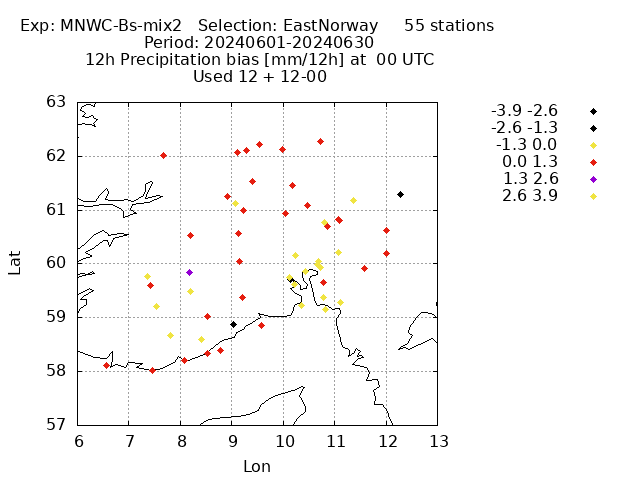 Exp: MNWC-Bs-mix2 Selection: EastNorway 55 stations
Period: 20240601-20240630
12h Precipitation bias [mm/12h] at 00 UTC
Used 12 + 12-00
-3.9 -2.6
-2.6 -1.3
-1.3 0.0
0.0 1.3
1.3 2.6
2.6 3.9
63
62
61
60
59
58
57
Lat
6 7 8 9 10 11 12 13
Lon